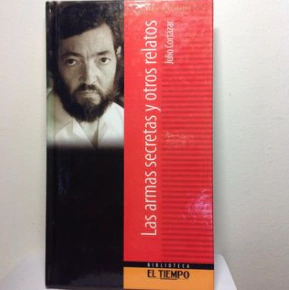 Las armas secretas y otros relatos
Julio Cortázar
BIBLIOTECA
EL TIEMPO